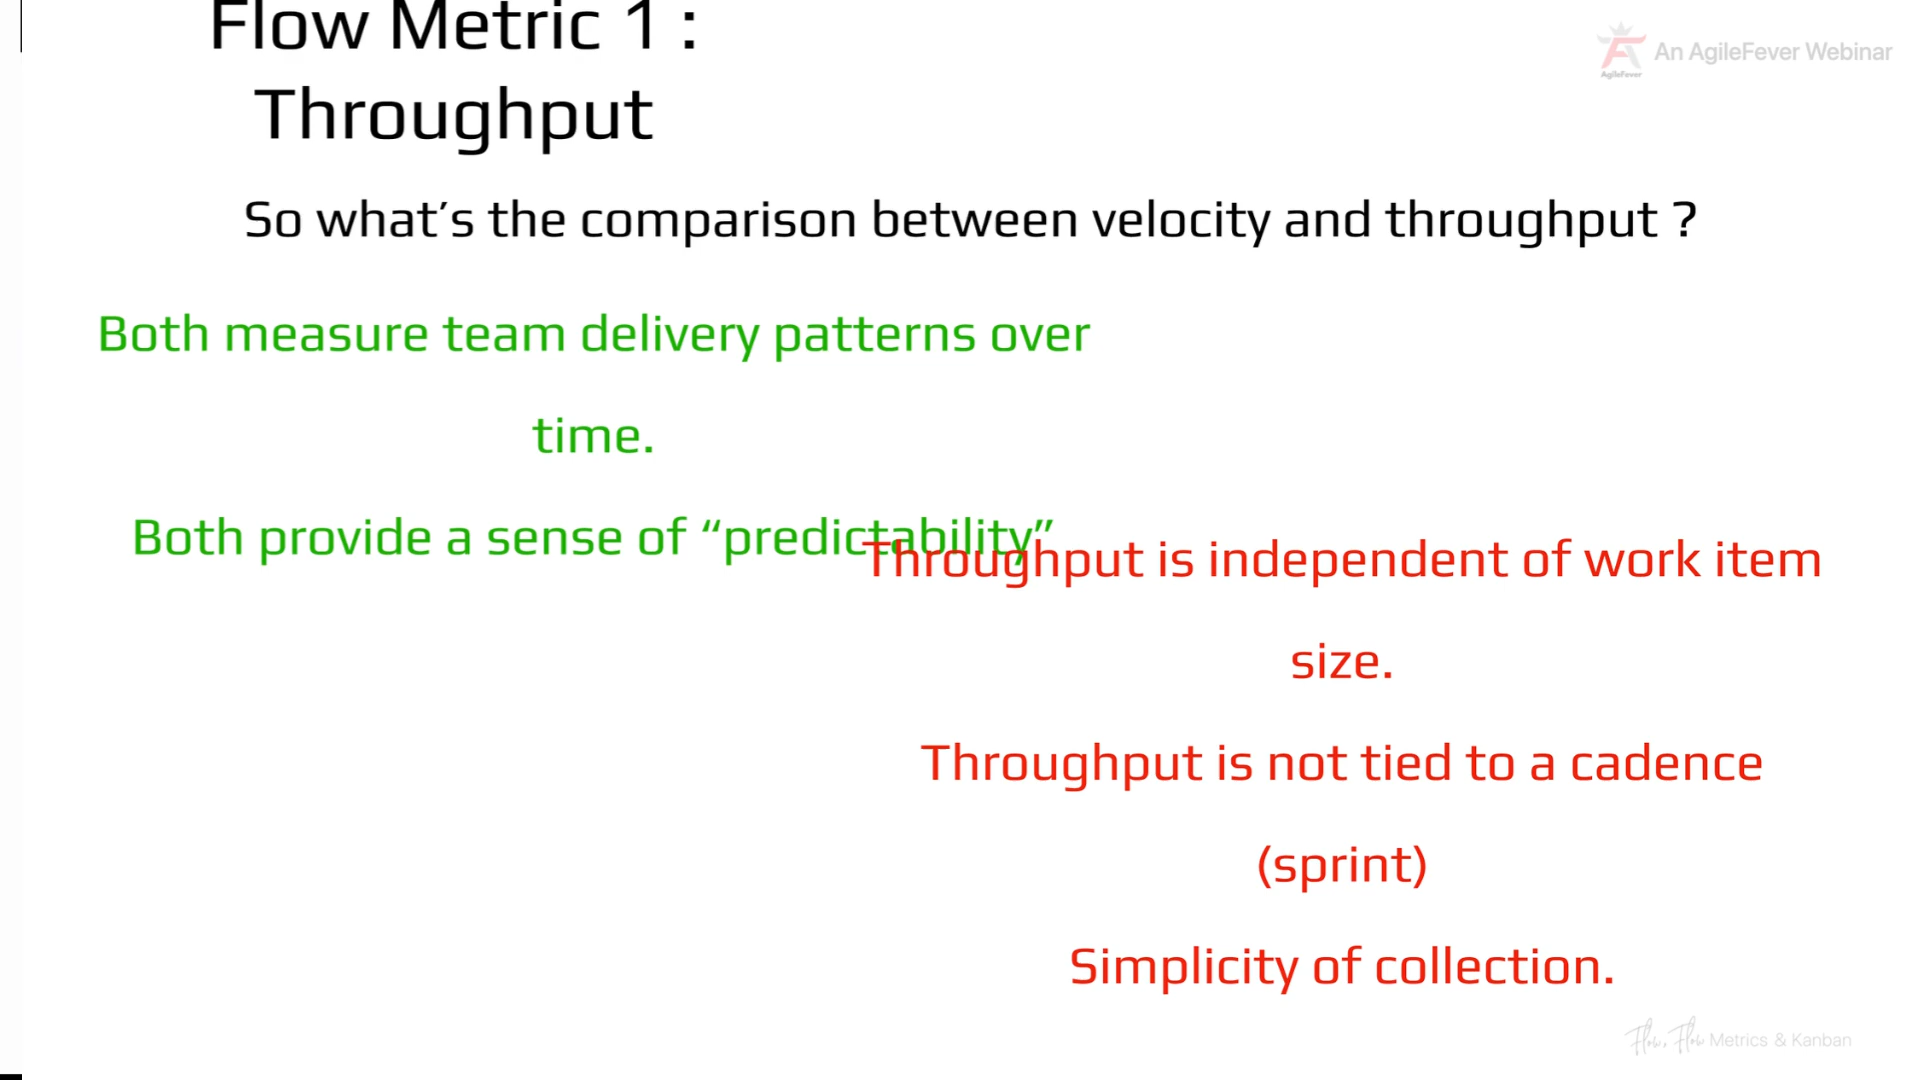 Flow Metric 1 :
Throughput
An AgileFever Webinar
AgileFever
So what's the comparison between velocity and throughput ?
Both measure team delivery patterns over
time.
Both provide a sense of “predictability”
Throughput is independent of work item
size.
Throughput is not tied to a cadence
(sprint)
Simplicity of collection.
Flow, Flow Metrics & Kanban